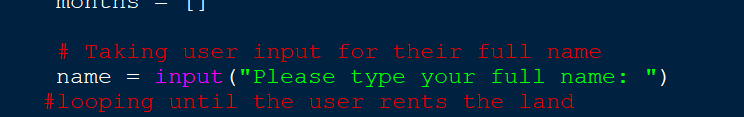 months = []
# Taking user input for their full name
name = input("Please type your full name: ")
#looping until the user rents the land